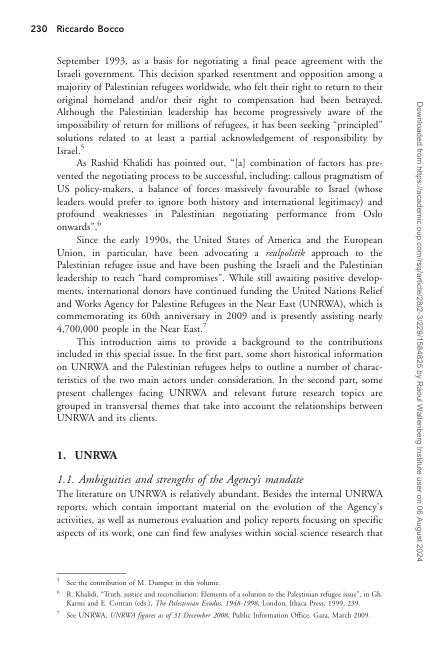 230 Riccardo Bocco
September 1993, as a basis for negotiating a final peace agreement with the
Israeli government. This decision sparked resentment and opposition among a
majority of Palestinian refugees worldwide, who felt their right to return to their
original homeland and/or their right to compensation had been betrayed.
Although the Palestinian leadership has become progressively aware of the
impossibility of return for millions of refugees, it has been seeking “principled”
solutions related to at least a partial acknowledgement of responsibility by
Israel.5
As Rashid Khalidi has pointed out, “[a] combination of factors has pre-
vented the negotiating process to be successful, including: callous pragmatism of
US policy-makers, a balance of forces massively favourable to Israel (whose
leaders would prefer to ignore both history and international legitimacy) and
profound weaknesses in Palestinian negotiating performance from Oslo
onwards”.6
Since the early 1990s, the United States of America and the European
Union, in particular, have been advocating a realpolitik approach to the
Palestinian refugee issue and have been pushing the Israeli and the Palestinian
leadership to reach “hard compromises”. While still awaiting positive develop-
ments, international donors have continued funding the United Nations Relief
and Works Agency for Palestine Refugees in the Near East (UNRWA), which is
commemorating its 60th anniversary in 2009 and is presently assisting nearly
4,700,000 people in the Near East.7
This introduction aims to provide a background to the contributions
included in this special issue. In the first part, some short historical information
on UNRWA and the Palestinian refugees helps to outline a number of charac-
teristics of the two main actors under consideration. In the second part, some
present challenges facing UNRWA and relevant future research topics are
grouped in transversal themes that take into account the relationships between
UNRWA and its clients.
1. UNRWA
1.1. Ambiguities and strengths of the Agency's mandate
The literature on UNRWA is relatively abundant. Besides the internal UNRWA
reports, which contain important material on the evolution of the Agency's
activities, as well as numerous evaluation and policy reports focusing on specific
aspects of its work, one can find few analyses within social science research that
5 See the contribution of M. Dumper in this volume.
6 R. Khalidi, “Truth, justice and reconciliation: Elements of a solution to the Palestinian refugee issue”, in Gh.
Karmi and E. Cotran (eds.), The Palestinian Exodus, 1948-1998, London, Ithaca Press, 1999, 239.
7 See UNRWA, UNRWA figures as of 31 December 2008, Public Information Office, Gaza, March 2009.
Downloaded from https://academic.oup.com/rsq/article/28/2-3/229/1584825 by Raoul Wallenberg Institute user on 06 August 2024